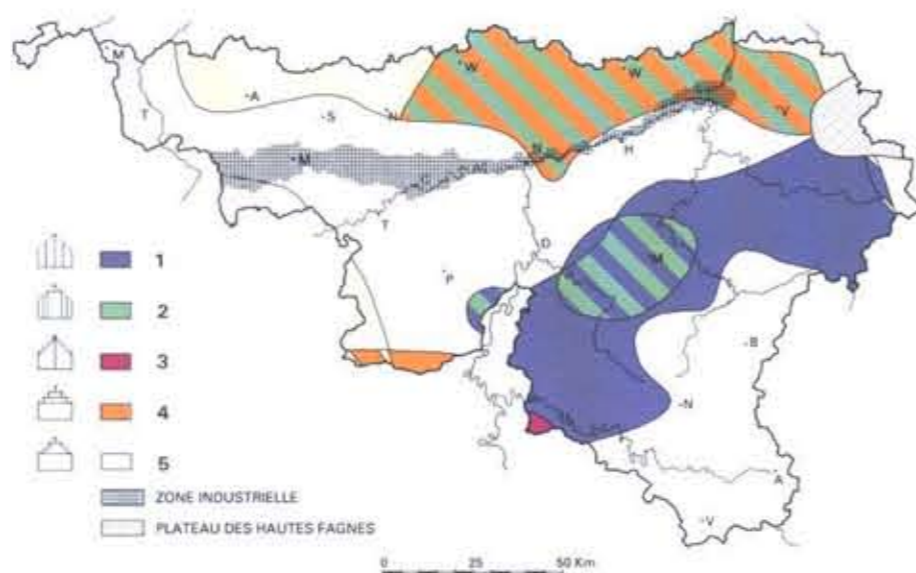 M
T
A
S
N
W
W
V
L
H
N
M
C
T
P
D
M
B
N
A
V
1
2
3
4
5
ZONE INDUSTRIELLE
PLATEAU DES HAUTES FAGNES
0 25 50 Km